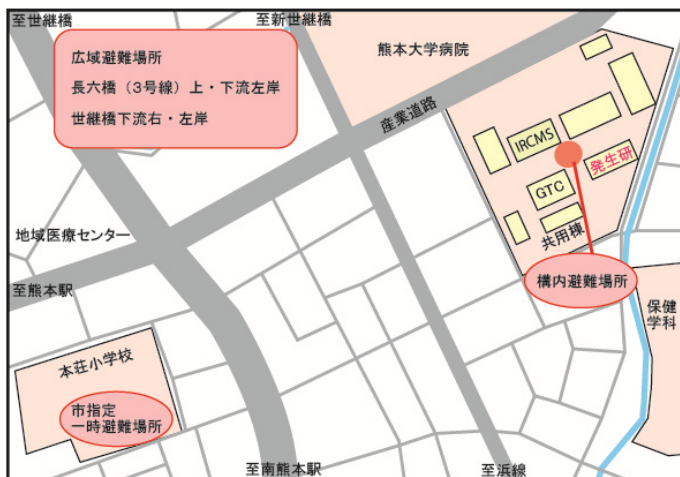 至世継橋
至新世継橋
広域避難場所
長六橋（3号線）上・下流左岸
世継橋下流右・左岸
熊本大学病院
産業道路
IRCMS
発生研
GTC
共用棟
地域医療センター
至熊本駅
構内避難場所
保健
学科
本荘小学校
市指定
一時避難場所
至南熊本駅
至浜線